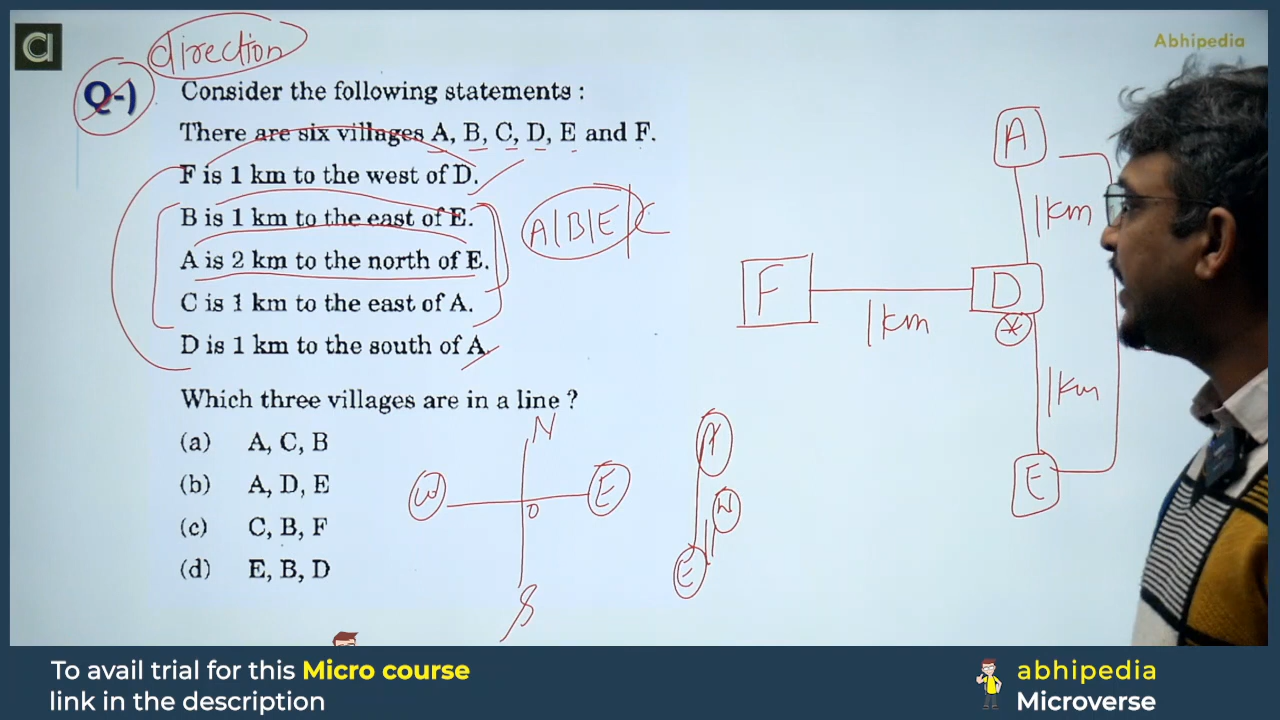 direction
Abhipedia
Q-)
Consider the following statements :
There are six villages A, B, C, D, E and F.
F is 1 km to the west of D.
B is 1 km to the east of E.
A is 2 km to the north of E.
C is 1 km to the east of A.
D is 1 km to the south of A.
A|B|E|C
A
1km
F
D
1km
1km
E
Which three villages are in a line ?
(a) A, C, B
(b) A, D, E
(c) C, B, F
(d) E, B, D
N
W
E
O
S
A
N
E
To avail trial for this Micro course
link in the description
abhipedia
Microverse